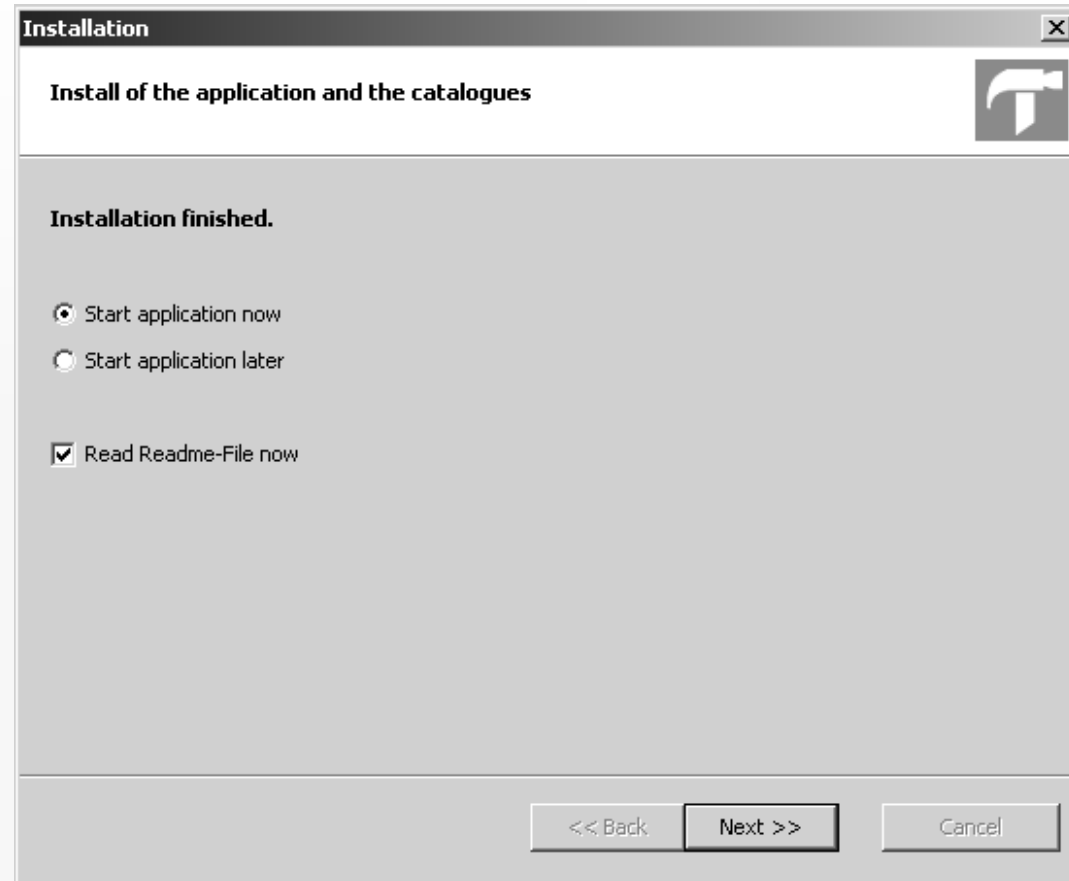 Installation
Install of the application and the catalogues
Installation finished.
Start application now
Start application later
Read Readme-File now
<< Back Next >> Cancel